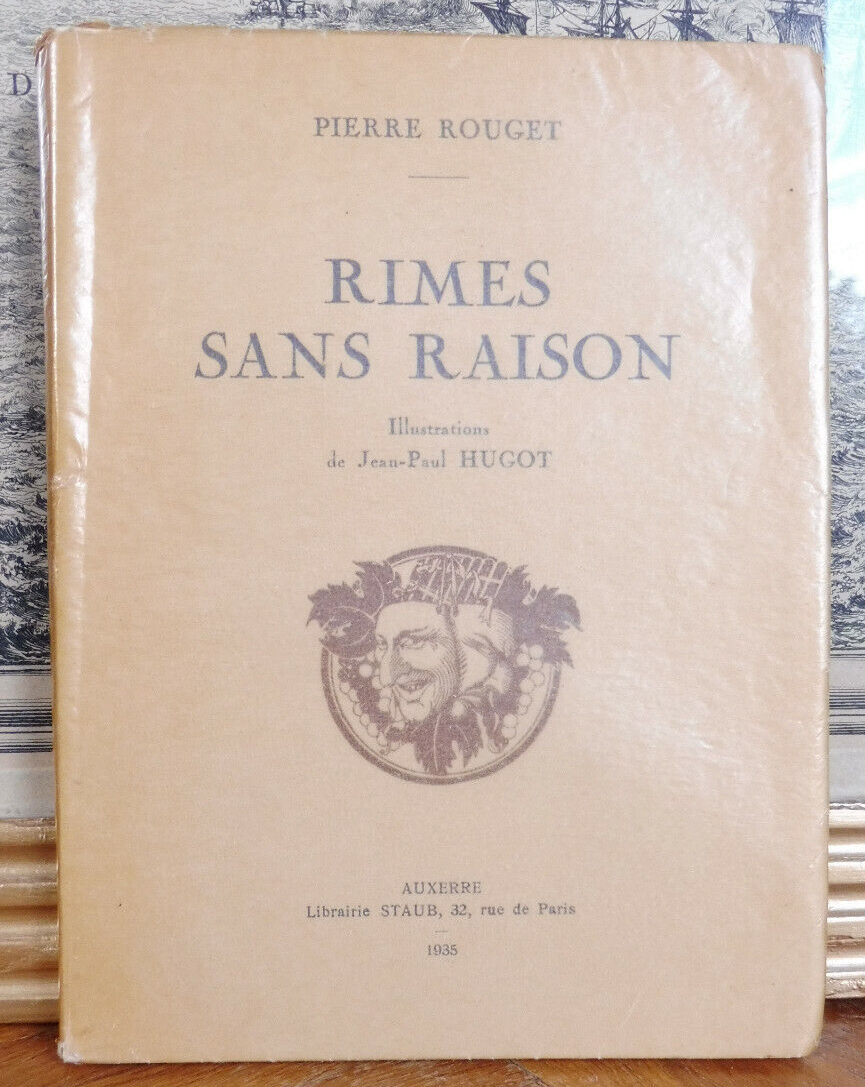 D
PIERRE ROUGET
RIMES
SANS RAISON
Illustrations
de Jean-Paul HUGOT
AUXERRE
Librairie STAUB, 32, rue de Paris
1935